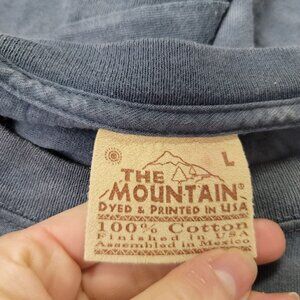 L
THE
MOUNTAIN®
DYED & PRINTED IN USA
100% Cotton
Finished in USA
Assembled in Mexico